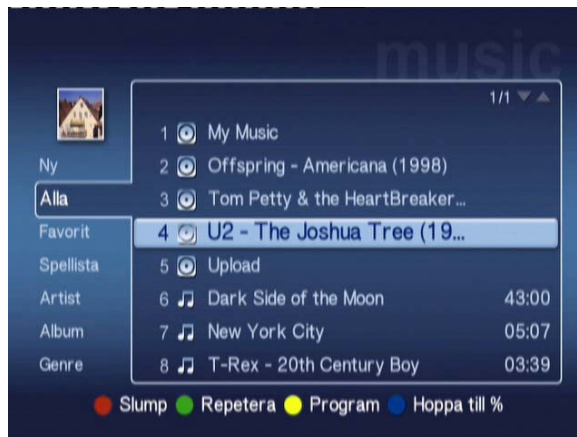 music
1/1
1 My Music
Ny
2 Offspring - Americana (1998)
Alla
3 Tom Petty & the HeartBreaker...
Favorit
4 U2 - The Joshua Tree (19...
Spellista
5 Upload
Artist
6 Dark Side of the Moon 43:00
Album
7 New York City 05:07
Genre
8 T-Rex - 20th Century Boy 03:39
Slump Repetera Program Hoppa till %